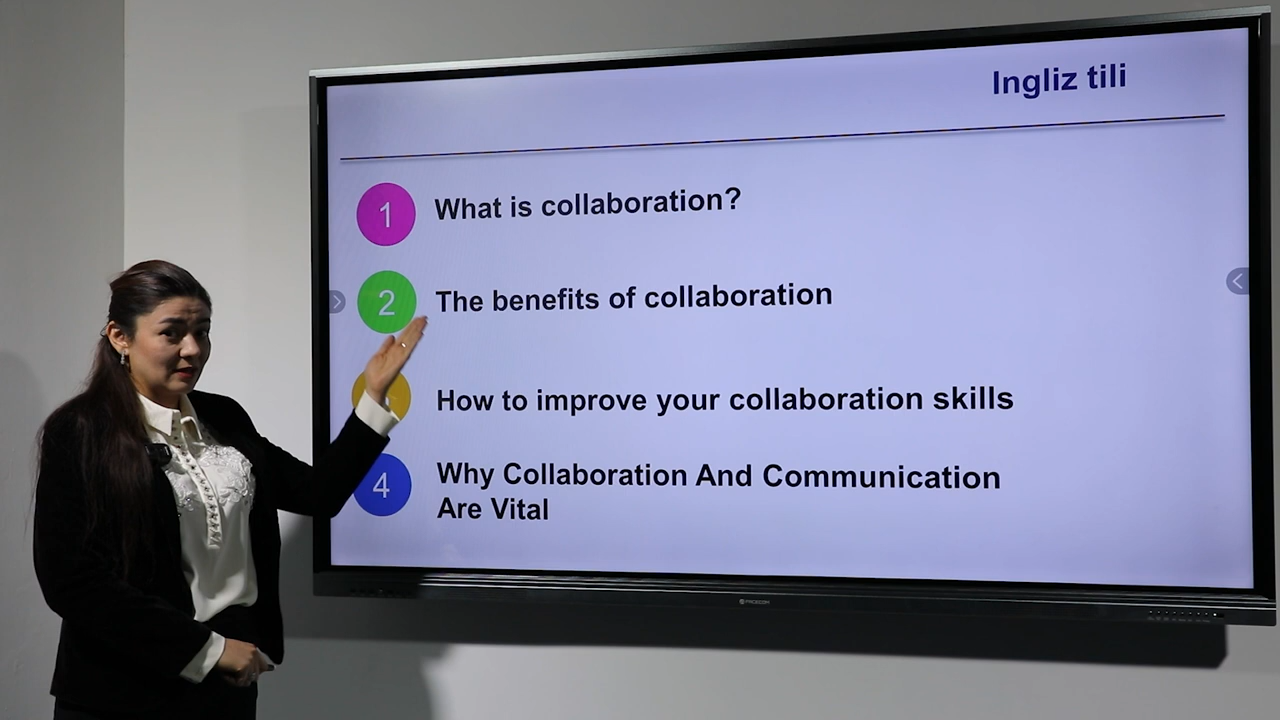 Ingliz tili
1 What is collaboration?
2 The benefits of collaboration
How to improve your collaboration skills
4 Why Collaboration And Communication
Are Vital